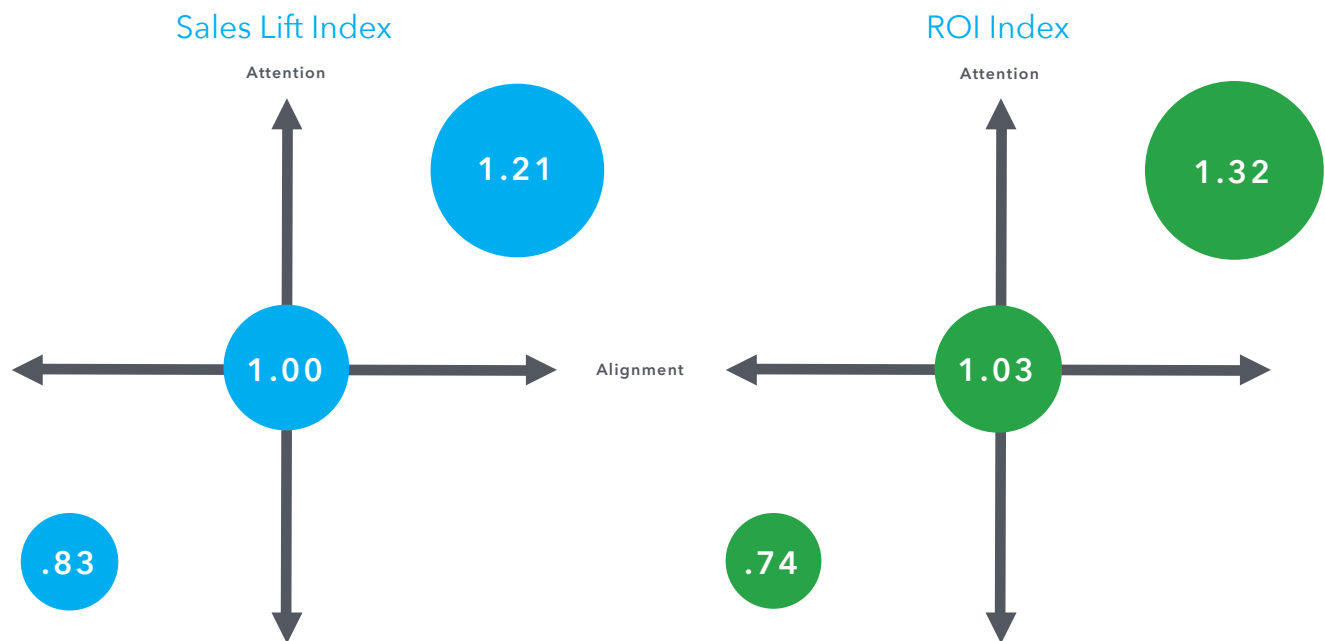 Sales Lift Index
Attention
1.21
1.00
Alignment
.83
ROI Index
Attention
1.32
1.03
.74